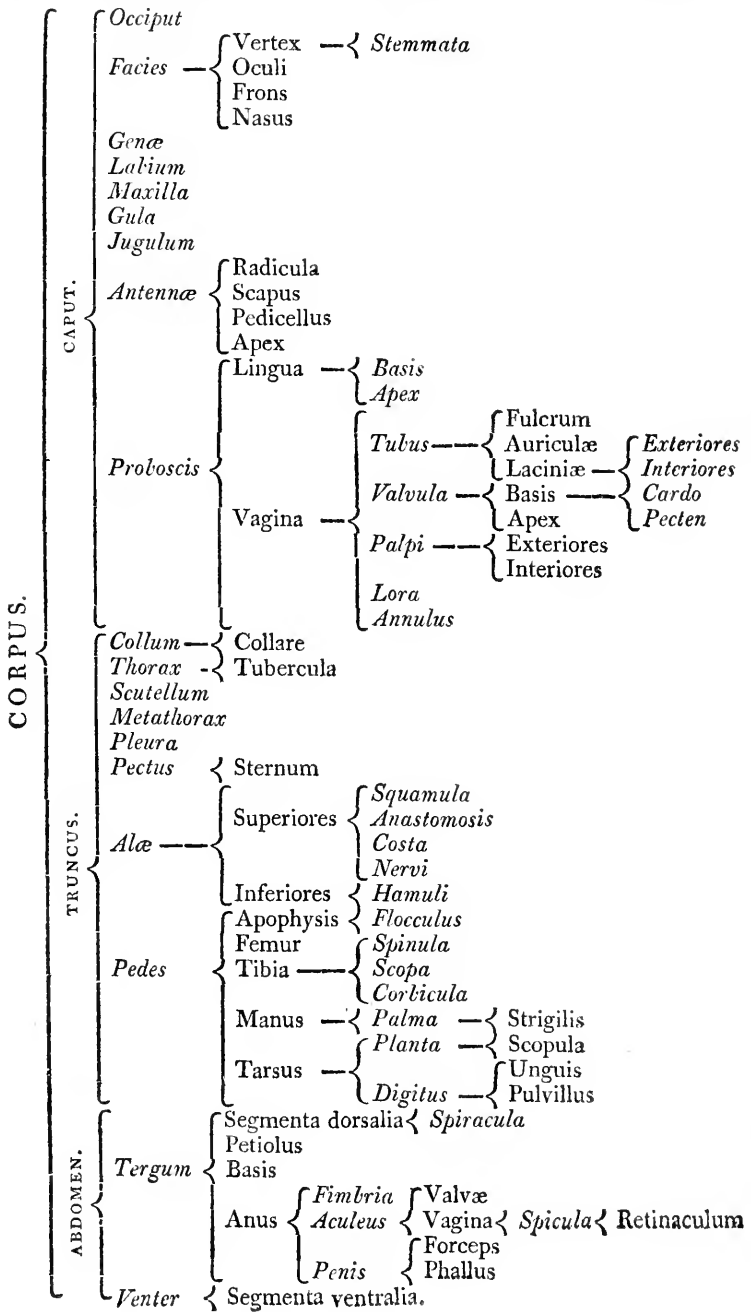 Occiput
Vertex Stemmata
Facies Oculi
Frons
Nasus
Genæ
Labium
Maxilla
Gula
Jugulum
Radicula
Antennæ Scapus
Pedicellus
Apex
CAPUT.
Lingua Basis
Apex
Fulcrum
Tubus Auriculæ Exteriores
Proboscis Laciniæ Interiores
Valvula Basis Cardo
Vagina Apex Pecten
Palpi Exteriores
Interiores
Lora
Annulus
CORPUS.
Collum Collare
Thorax Tubercula
Scutellum
Metathorax
Pleura
Pectus Sternum
Squamula
Superiores Anastomosis
Alæ Costa
Nervi
TRUNCUS.
Inferiores Hamuli
Apophysis Flocculus
Femur Spinula
Pedes Tibia Scopa
Corbicula
Manus Palma Strigilis
Planta Scopula
Tarsus Unguis
Digitus Pulvillus
Segmenta dorsalia Spiracula
Petiolus
Tergum Basis
ABDOMEN.
Fimbria Valvæ
Anus Aculeus Vagina Spicula Retinaculum
Forceps
Penis Phallus
Venter Segmenta ventralia.